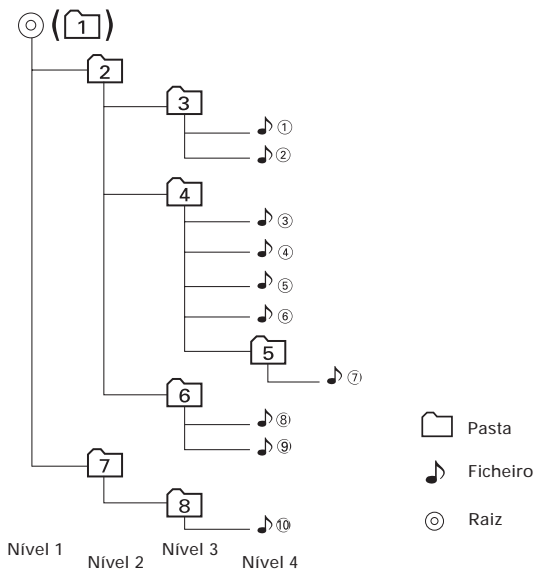 (1)
2
3
①
②
4
③
④
⑤
⑥
5
⑦
6
⑧
⑨
Pasta
7
Ficheiro
8
⑩
Raiz
Nível 1
Nível 2
Nível 3
Nível 4